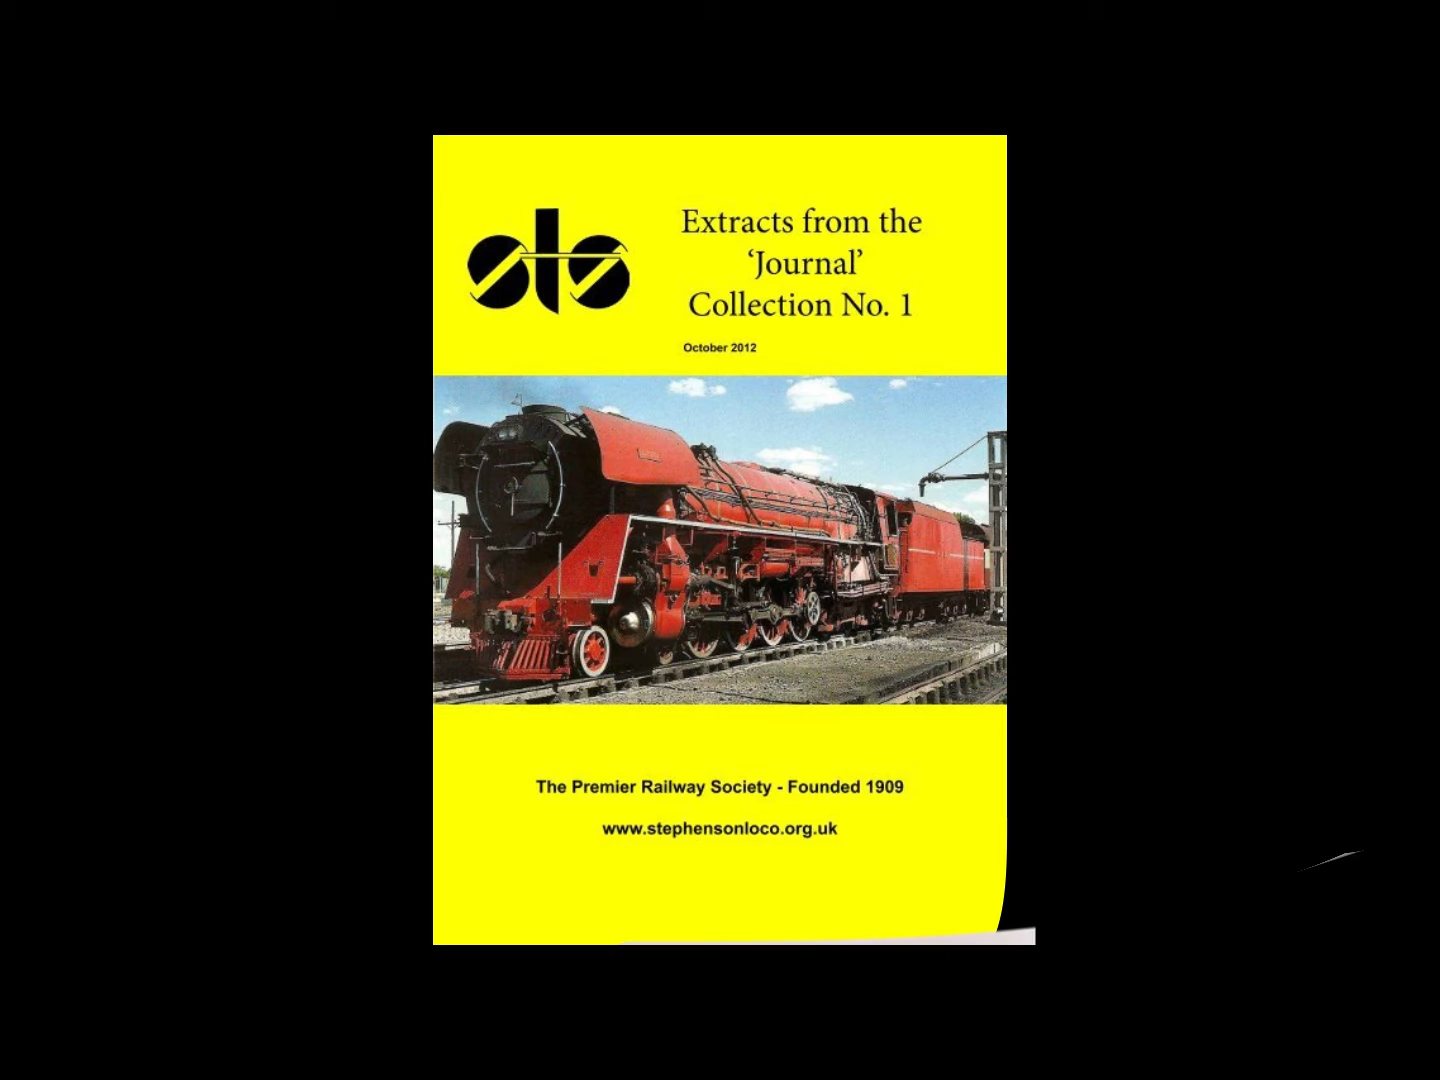 sls
Extracts from the
‘Journal’
Collection No. 1
October 2012
The Premier Railway Society - Founded 1909
www.stephensonloco.org.uk